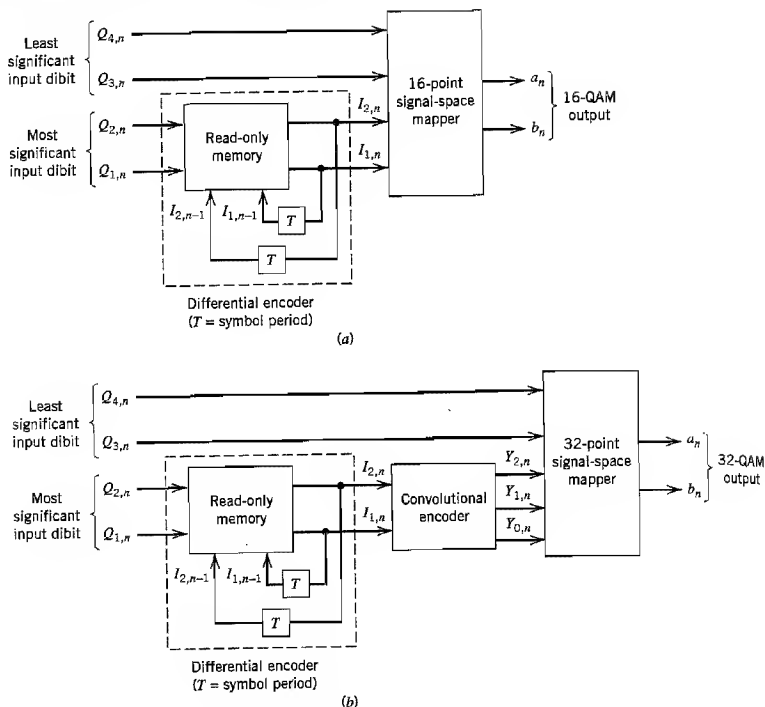 Least
significant
input dibit
Q4,n
Q3,n
Most
significant
input dibit
Q2,n
Q1,n
Read-only
memory
I2,n
I1,n
I2,n−1
I1,n−1
T
T
16-point
signal-space
mapper
an
bn
16-QAM
output
Differential encoder
(T = symbol period)
(a)
Least
significant
input dibit
Q4,n
Q3,n
Most
significant
input dibit
Q2,n
Q1,n
Read-only
memory
I2,n
I1,n
I2,n−1
I1,n−1
T
T
Convolutional
encoder
Y2,n
Y1,n
Y0,n
32-point
signal-space
mapper
an
bn
32-QAM
output
Differential encoder
(T = symbol period)
(b)